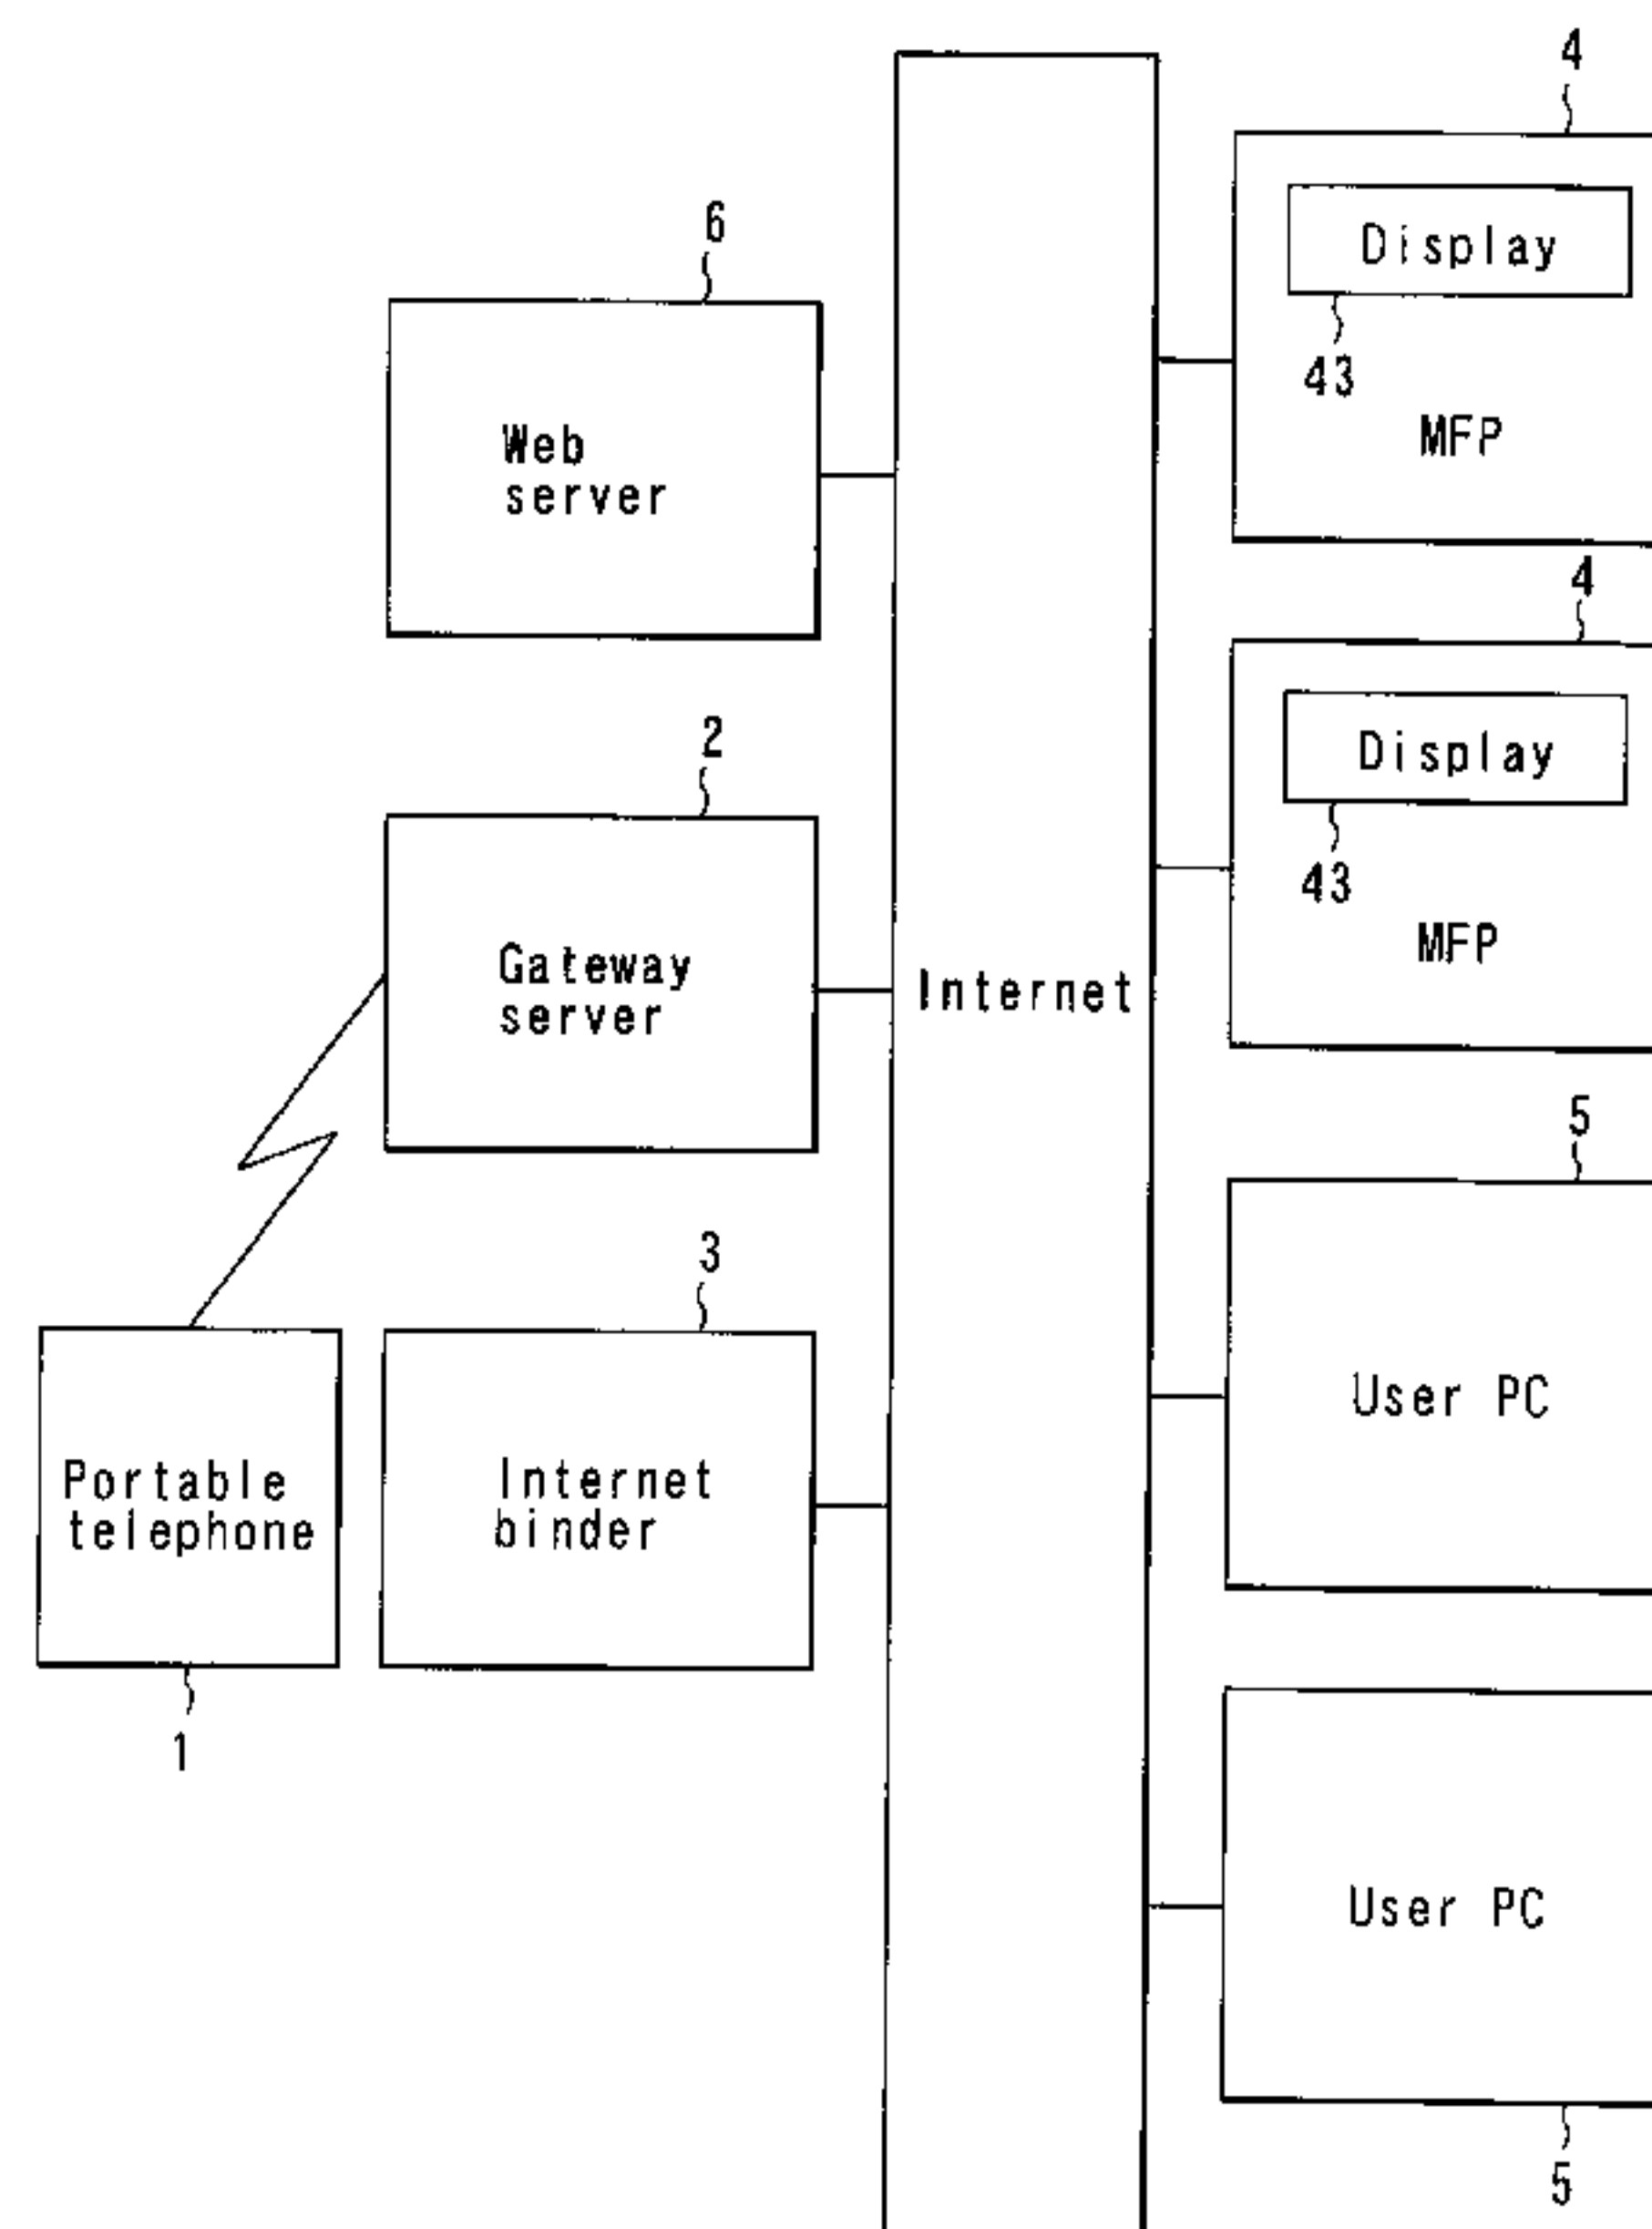 6
Web
server
2
Gateway
server
3
Internet
binder
Portable
telephone
1
Internet
4
Display
43
MFP
4
Display
43
MFP
5
User PC
User PC
5